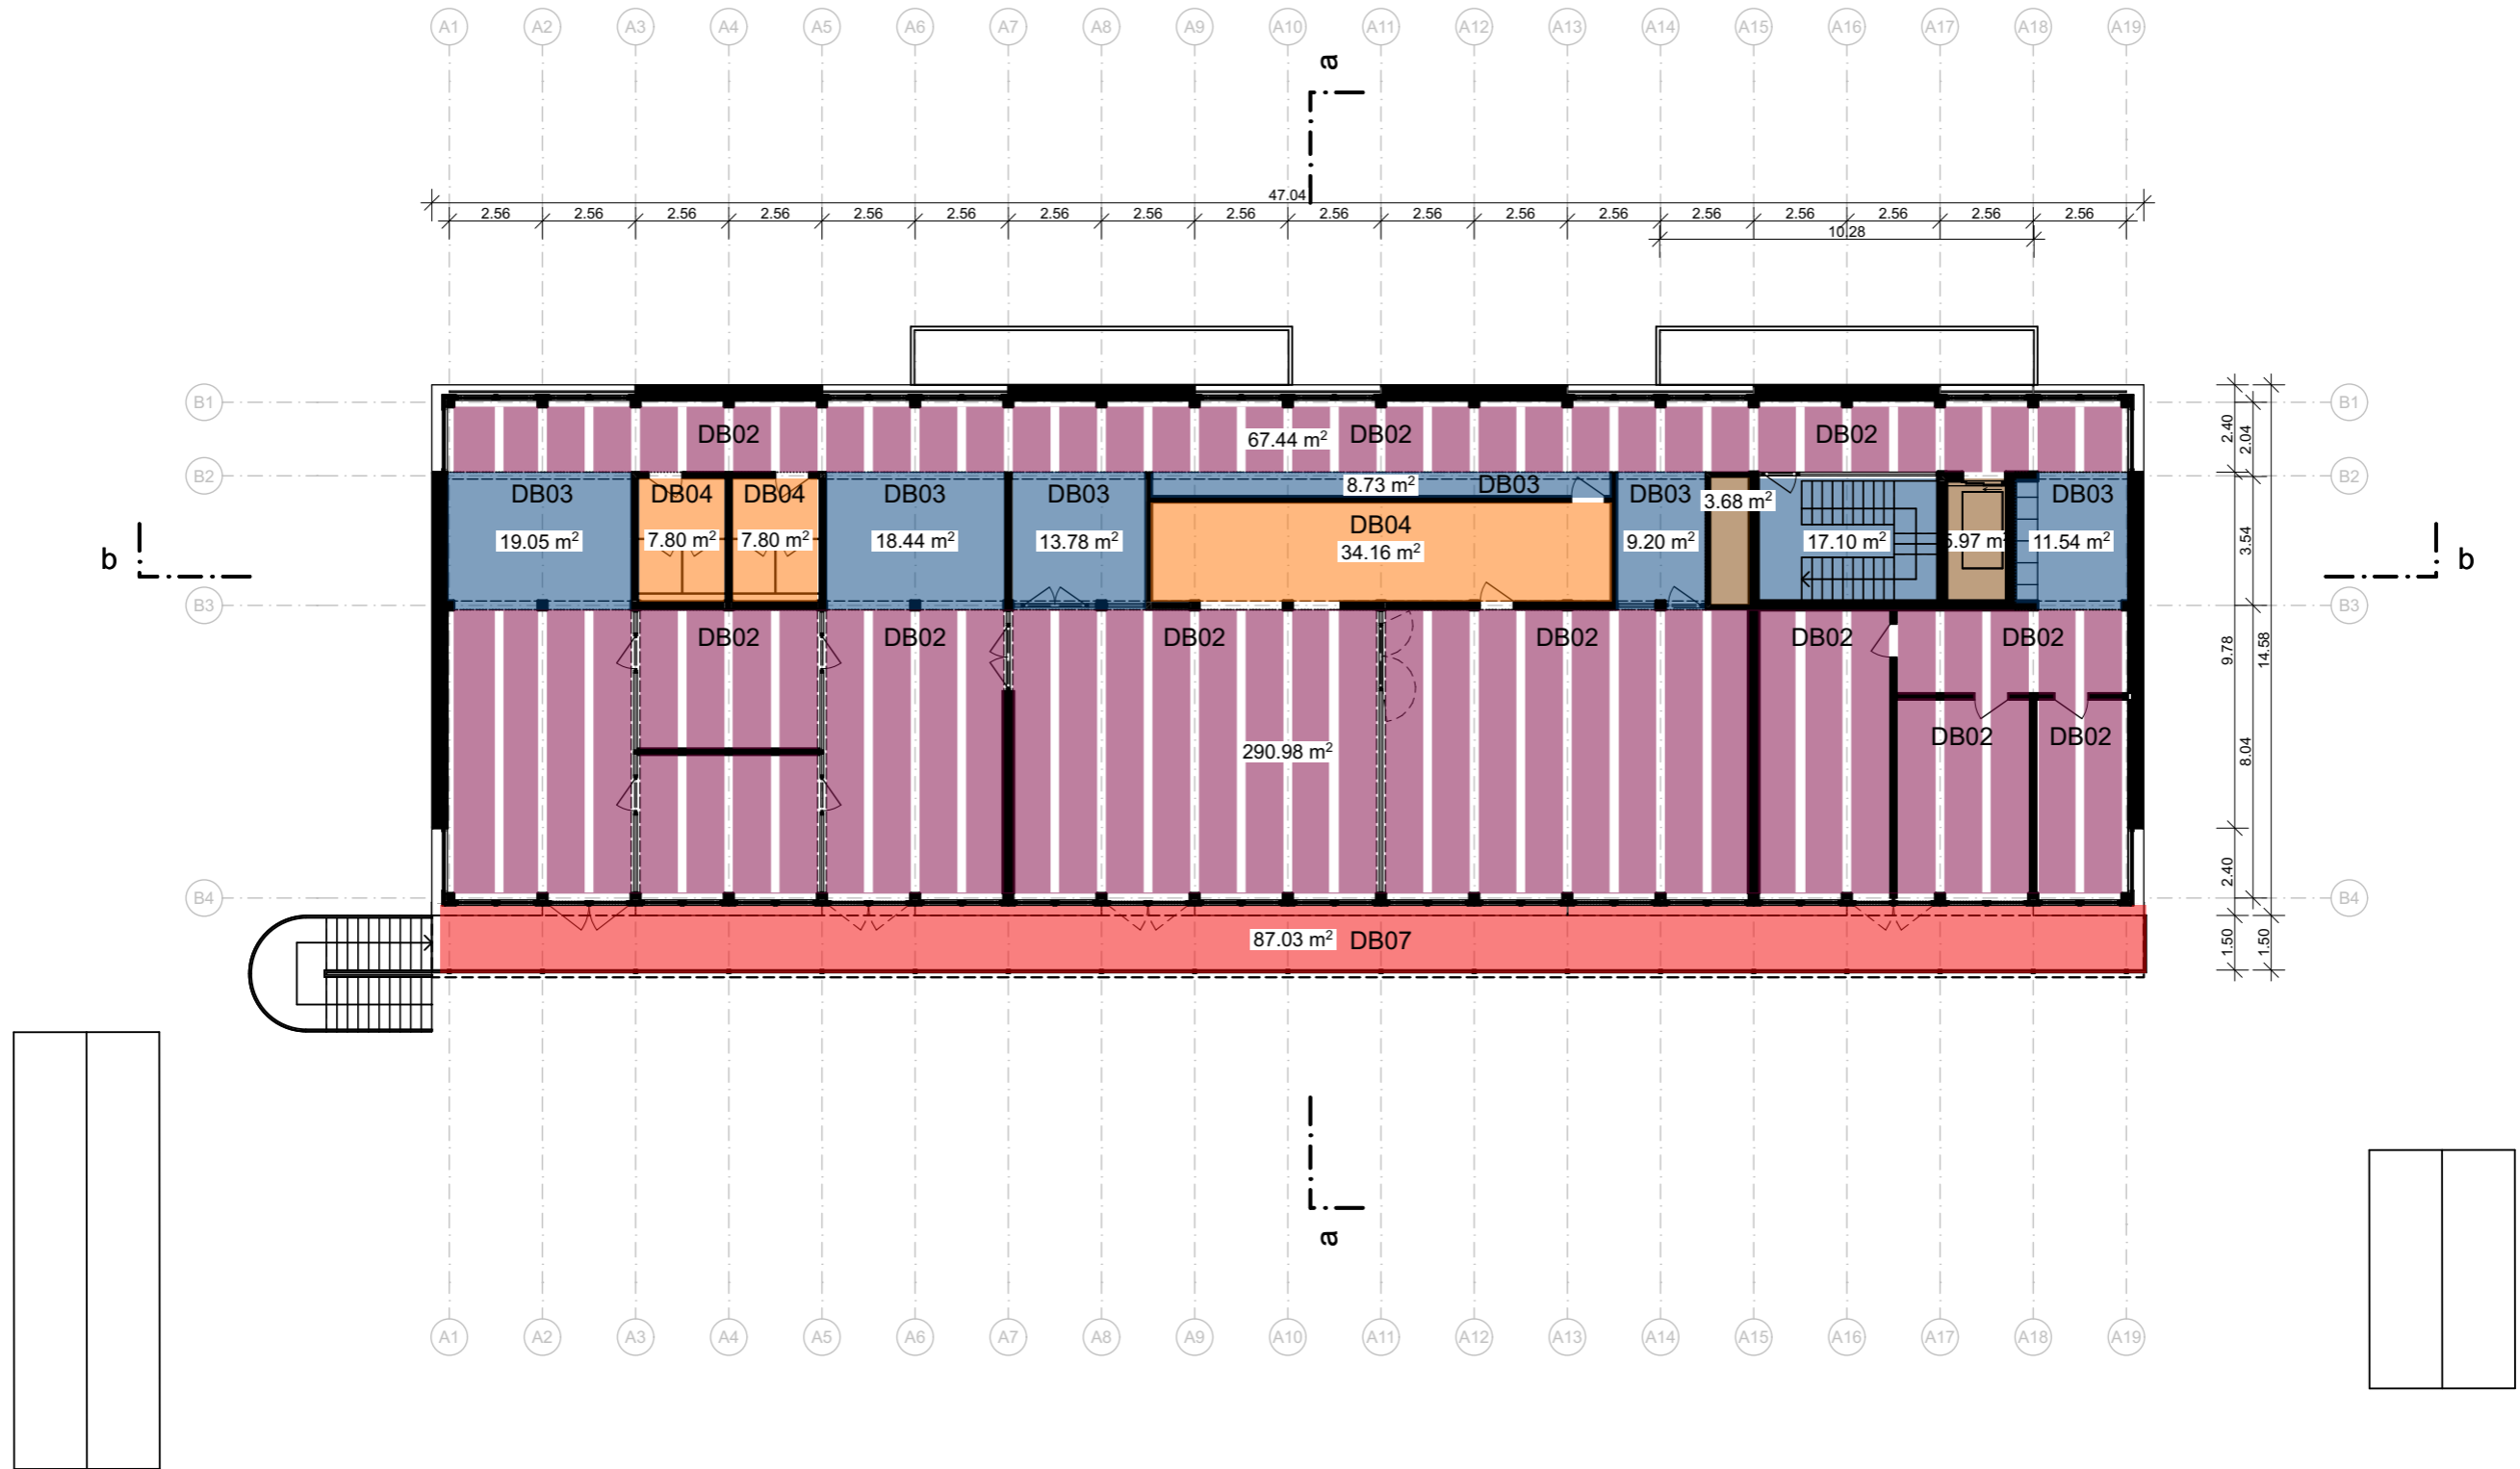 A1 A2 A3 A4 A5 A6 A7 A8 A9 A10 A11 A12 A13 A14 A15 A16 A17 A18 A19
a
47.04
2.56 2.56 2.56 2.56 2.56 2.56 2.56 2.56 2.56 2.56 2.56 2.56 2.56 2.56 2.56 2.56 2.56 2.56
10.28
B1 B1
DB02 67.44 m² DB02 DB02
2.40 2.04
B2 B2
DB03 DB04 DB04 DB03 DB03 8.73 m² DB03 DB03 3.68 m² DB03
DB04
19.05 m² 7.80 m² 7.80 m² 18.44 m² 13.78 m² 34.16 m² 9.20 m² 17.10 m² 5.97 m² 11.54 m²
3.54
b b
B3 B3
DB02 DB02 DB02 DB02 DB02 DB02
9.78 14.58
DB02 DB02
290.98 m²
8.04
2.40
B4 B4
87.03 m² DB07
1.50 1.50
a
A1 A2 A3 A4 A5 A6 A7 A8 A9 A10 A11 A12 A13 A14 A15 A16 A17 A18 A19